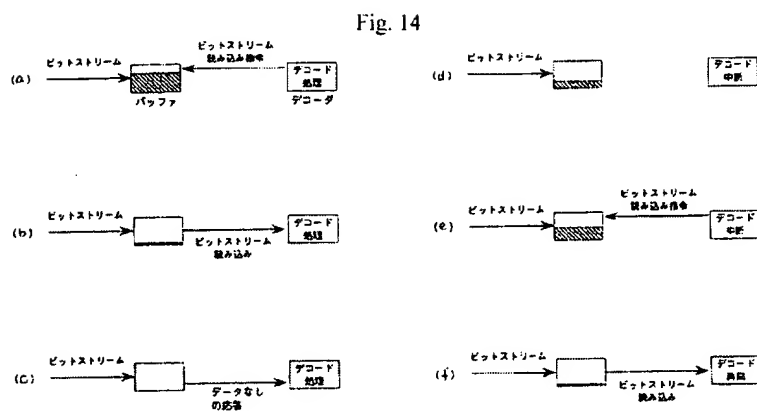 Fig. 14
(a)
ビットストリーム
バッファ
ビットストリーム
読み込み指令
デコード
処理
デコーダ
(b)
ビットストリーム
ビットストリーム
読み込み
デコード
処理
(c)
ビットストリーム
データなし
の応答
デコード
処理
(d)
ビットストリーム
デコード
中断
(e)
ビットストリーム
ビットストリーム
読み込み指令
デコード
中断
(f)
ビットストリーム
ビットストリーム
読み込み
デコード
再開